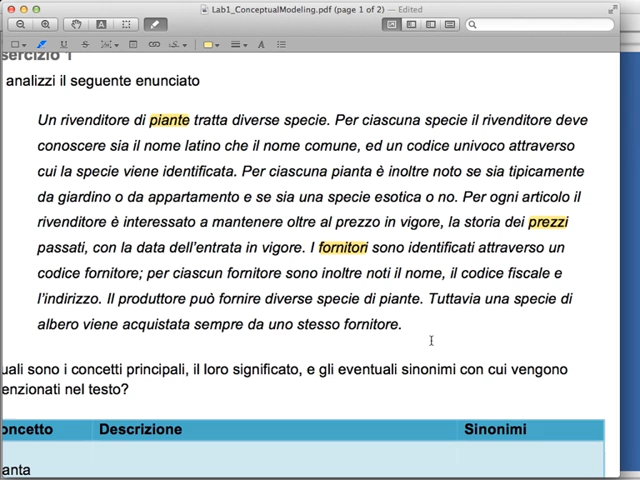 Lab1_ConceptualModeling.pdf (page 1 of 2) — Edited
sercizio 1
analizzi il seguente enunciato
Un rivenditore di piante tratta diverse specie. Per ciascuna specie il rivenditore deve
conoscere sia il nome latino che il nome comune, ed un codice univoco attraverso
cui la specie viene identificata. Per ciascuna pianta è inoltre noto se sia tipicamente
da giardino o da appartamento e se sia una specie esotica o no. Per ogni articolo il
rivenditore è interessato a mantenere oltre al prezzo in vigore, la storia dei prezzi
passati, con la data dell'entrata in vigore. I fornitori sono identificati attraverso un
codice fornitore; per ciascun fornitore sono inoltre noti il nome, il codice fiscale e
l'indirizzo. Il produttore può fornire diverse specie di piante. Tuttavia una specie di
albero viene acquistata sempre da uno stesso fornitore.
uali sono i concetti principali, il loro significato, e gli eventuali sinonimi con cui vengono
enzionati nel testo?
oncetto Descrizione Sinonimi
anta